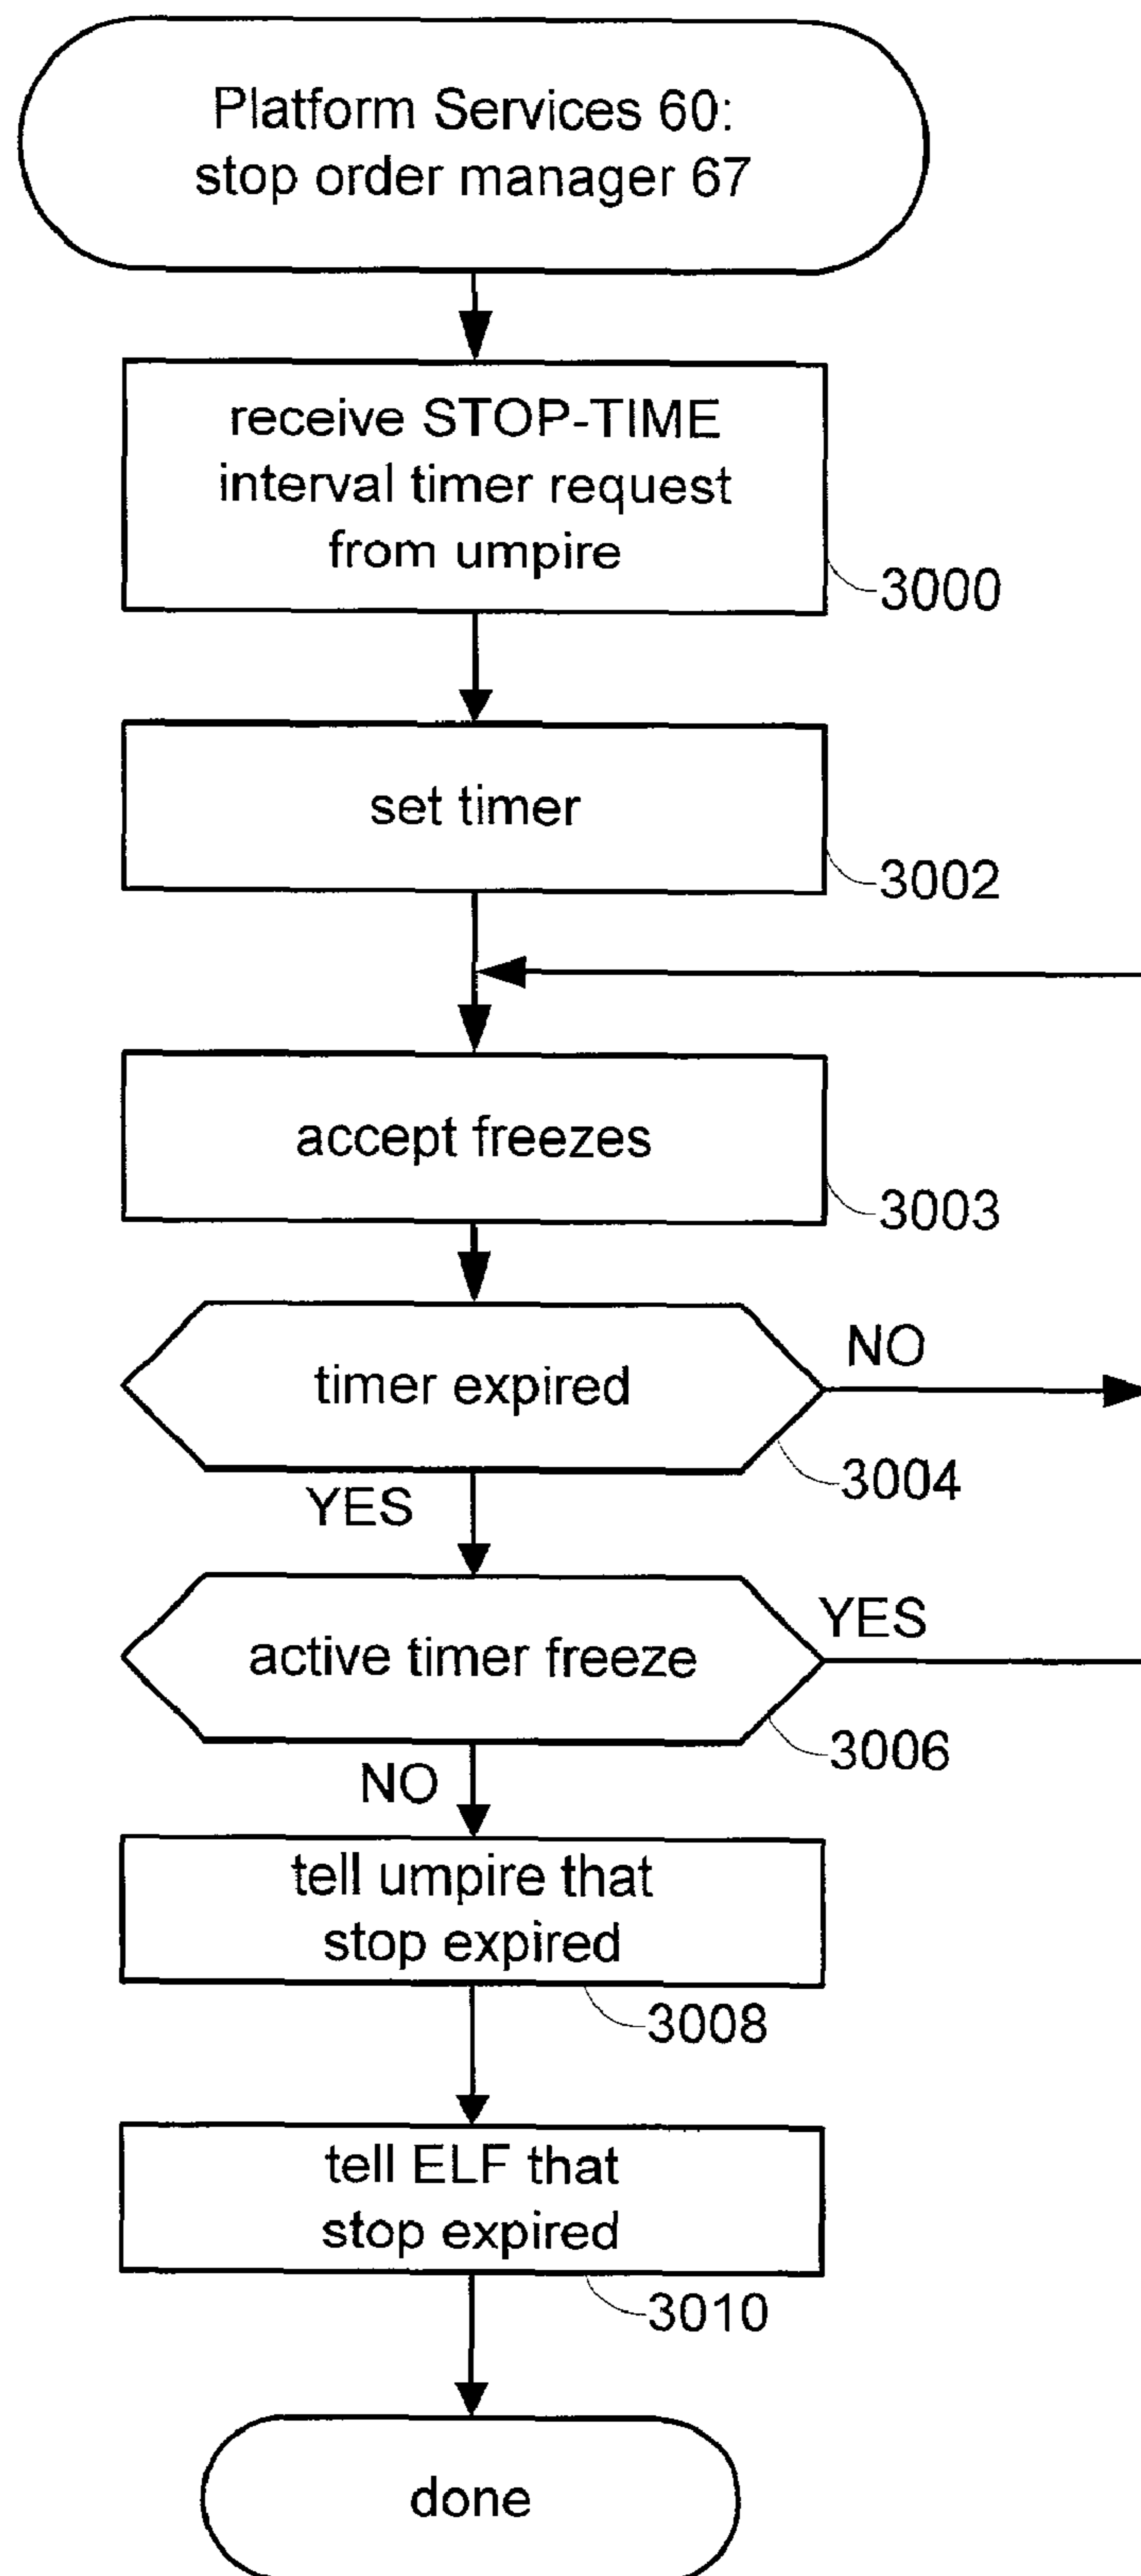 Platform Services 60:
stop order manager 67
receive STOP-TIME
interval timer request
from umpire
3000
set timer
3002
accept freezes
3003
timer expired
NO
3004
YES
active timer freeze
YES
3006
NO
tell umpire that
stop expired
3008
tell ELF that
stop expired
3010
done